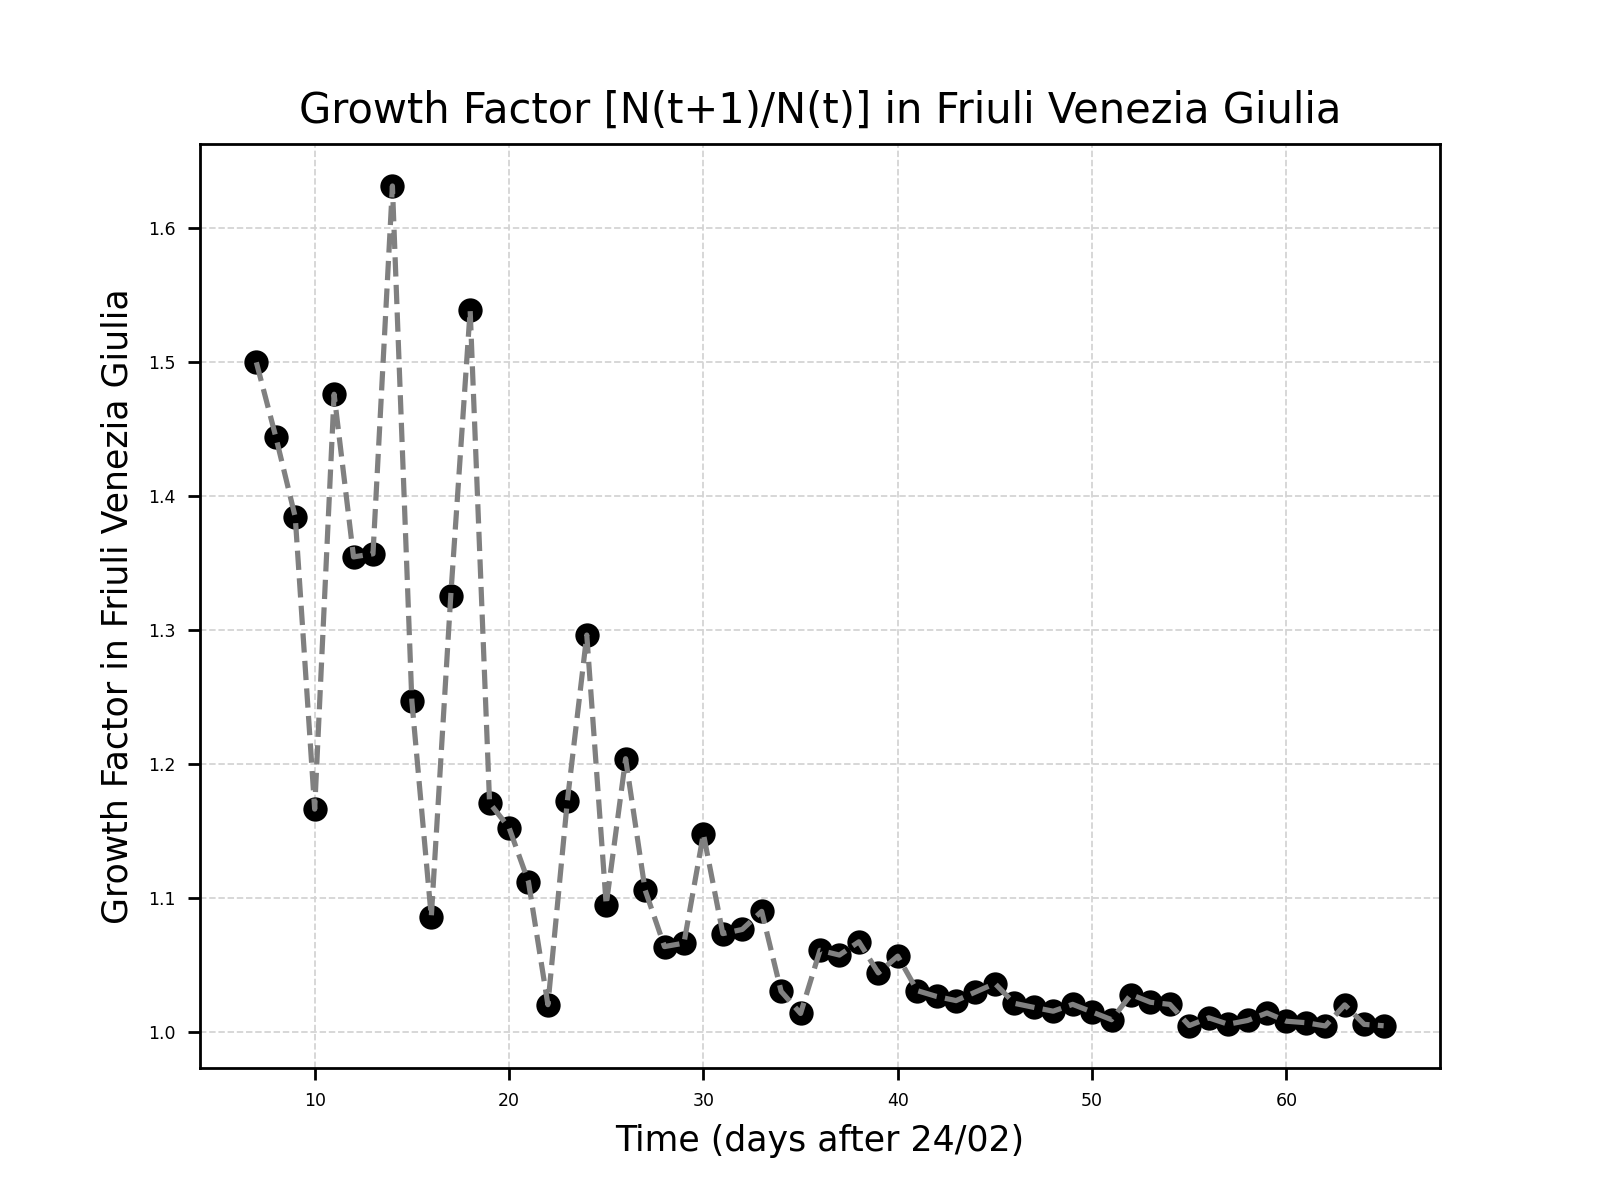 Growth Factor [N(t+1)/N(t)] in Friuli Venezia Giulia
Growth Factor in Friuli Venezia Giulia
1.6
1.5
1.4
1.3
1.2
1.1
1.0
10 20 30 40 50 60
Time (days after 24/02)